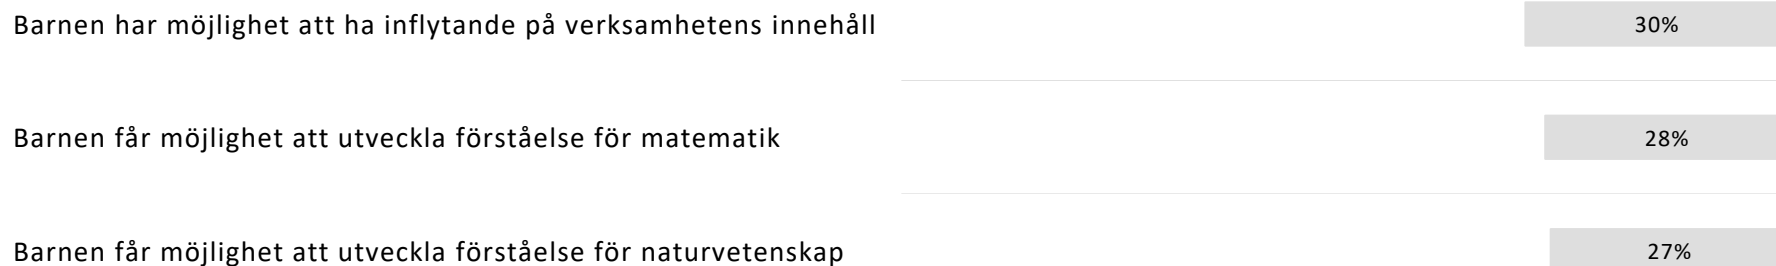 Barnen har möjlighet att ha inflytande på verksamhetens innehåll 30%
Barnen får möjlighet att utveckla förståelse för matematik 28%
Barnen får möjlighet att utveckla förståelse för naturvetenskap 27%